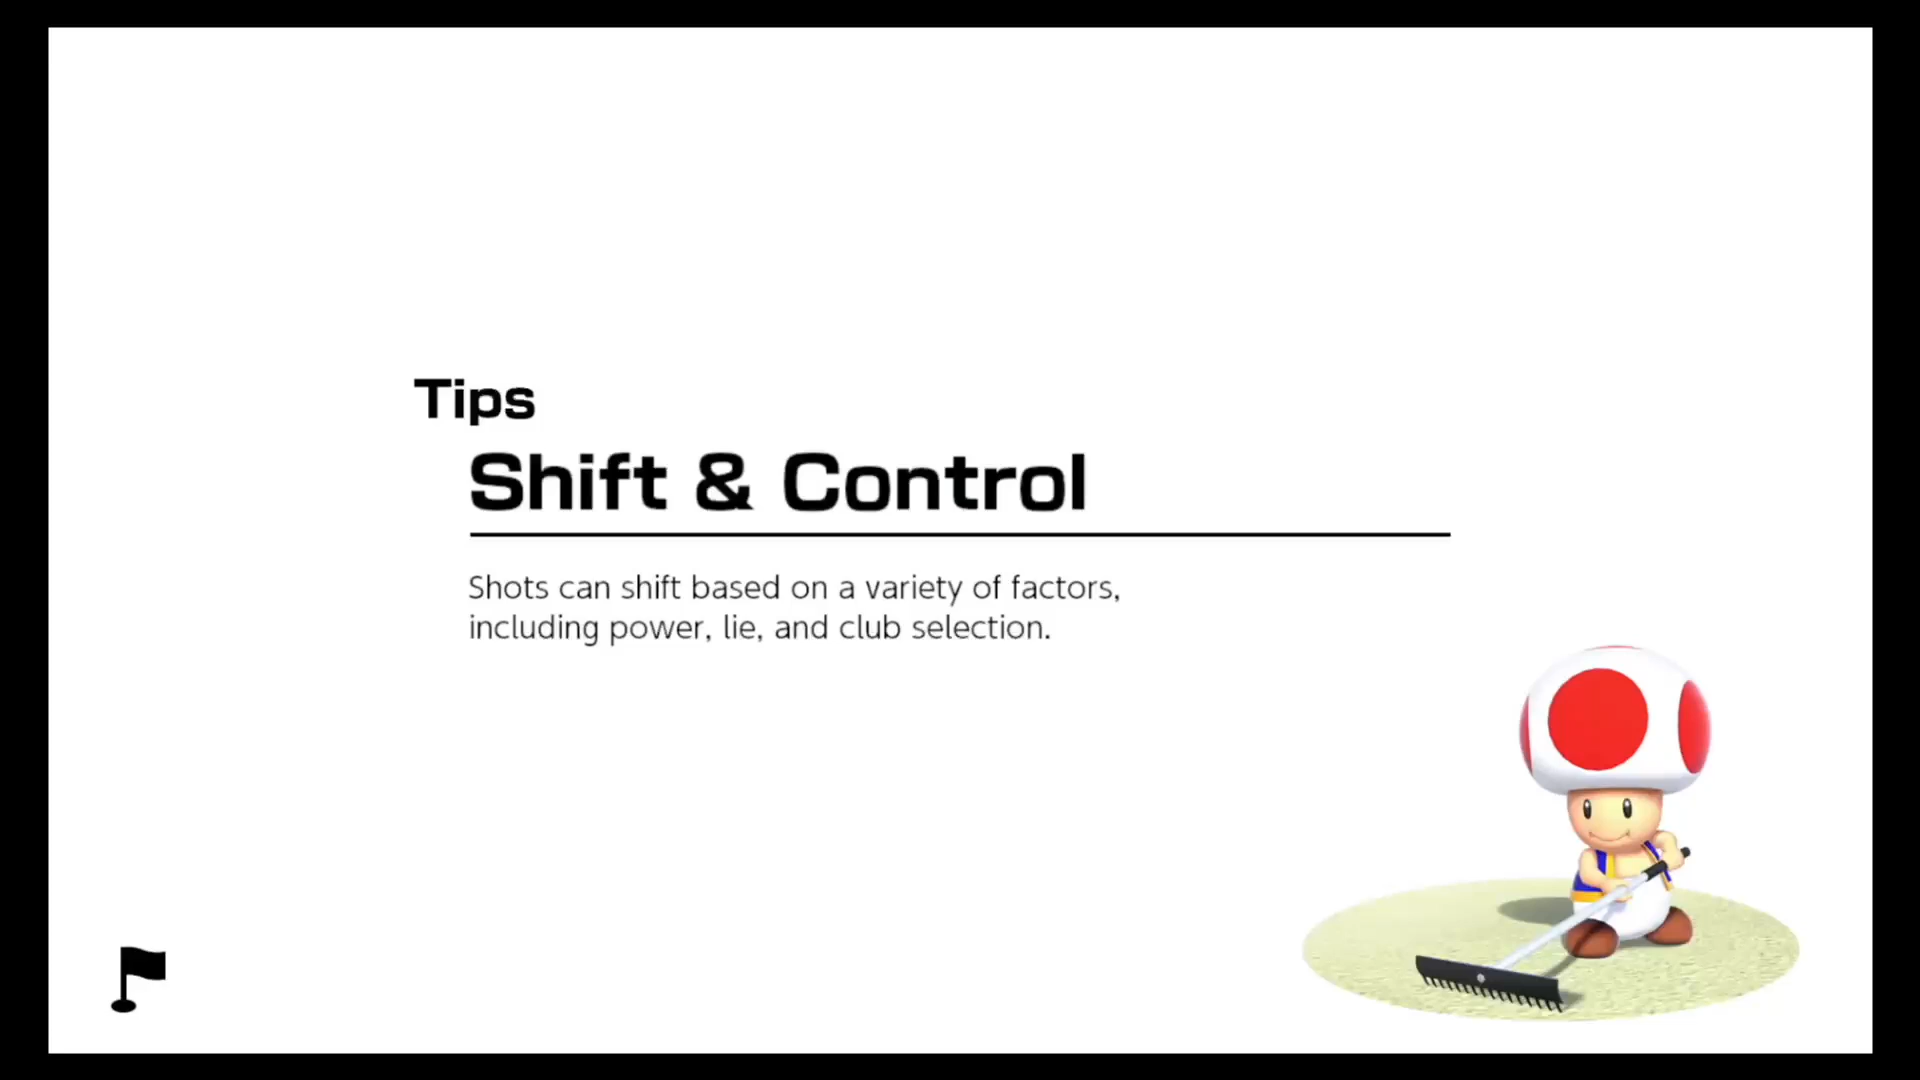 Tips
Shift & Control
Shots can shift based on a variety of factors,
including power, lie, and club selection.